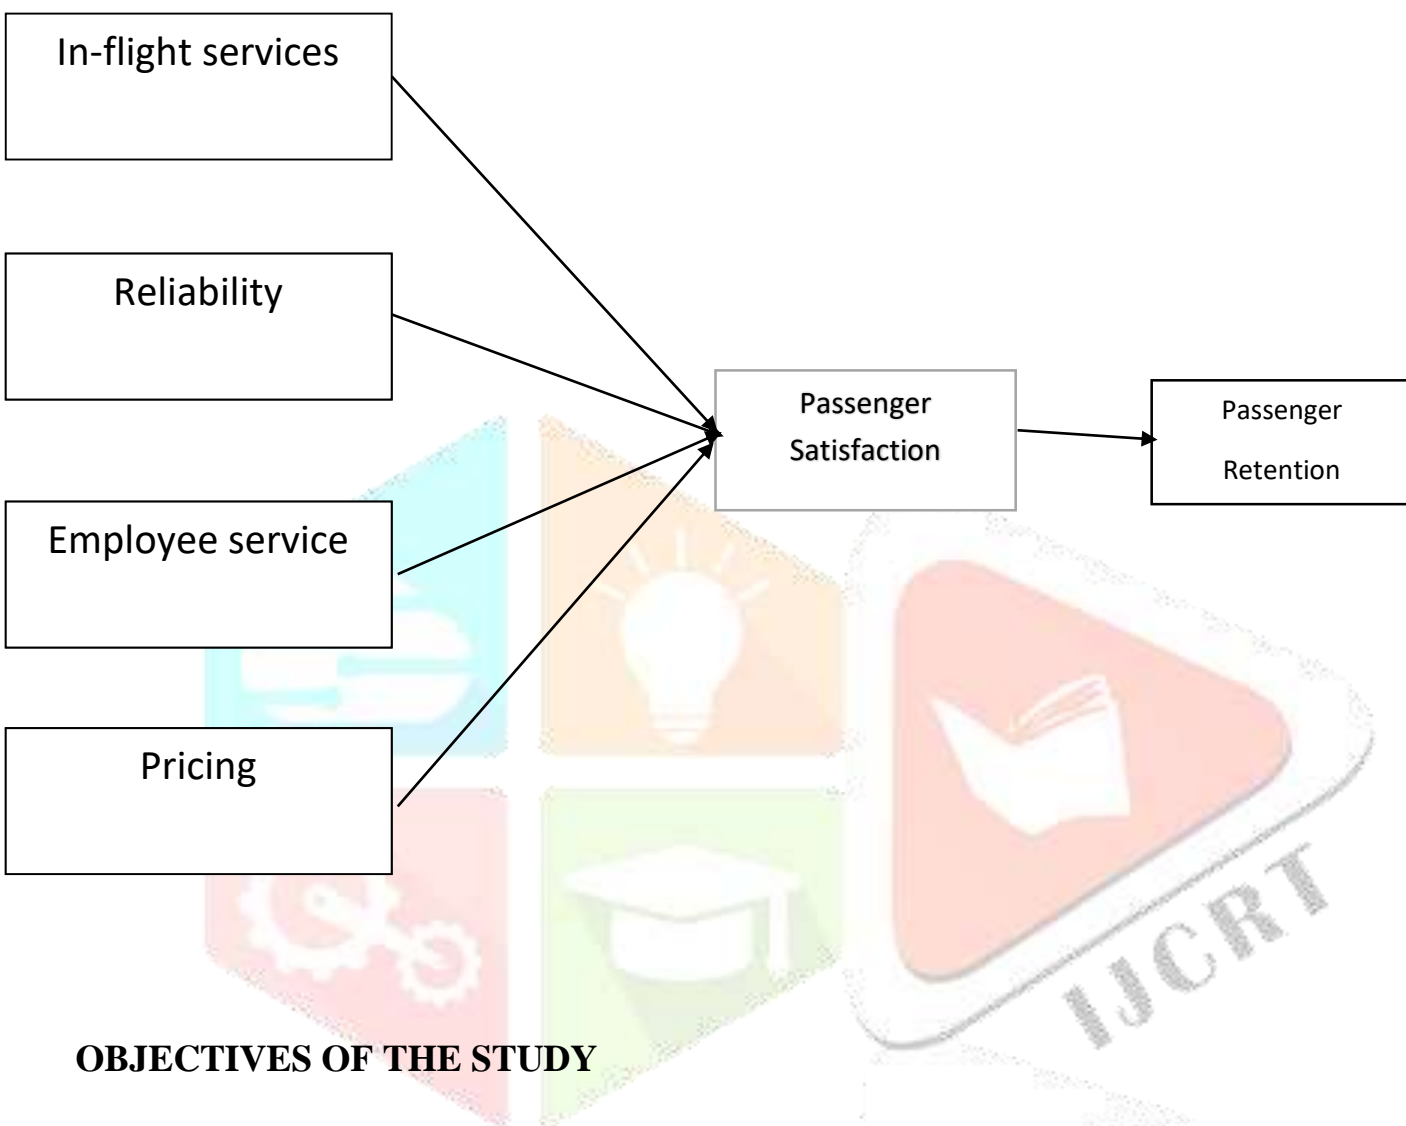 In-flight services
Reliability
Employee service
Pricing
Passenger
Satisfaction
Passenger
Retention
IJCRT
OBJECTIVES OF THE STUDY